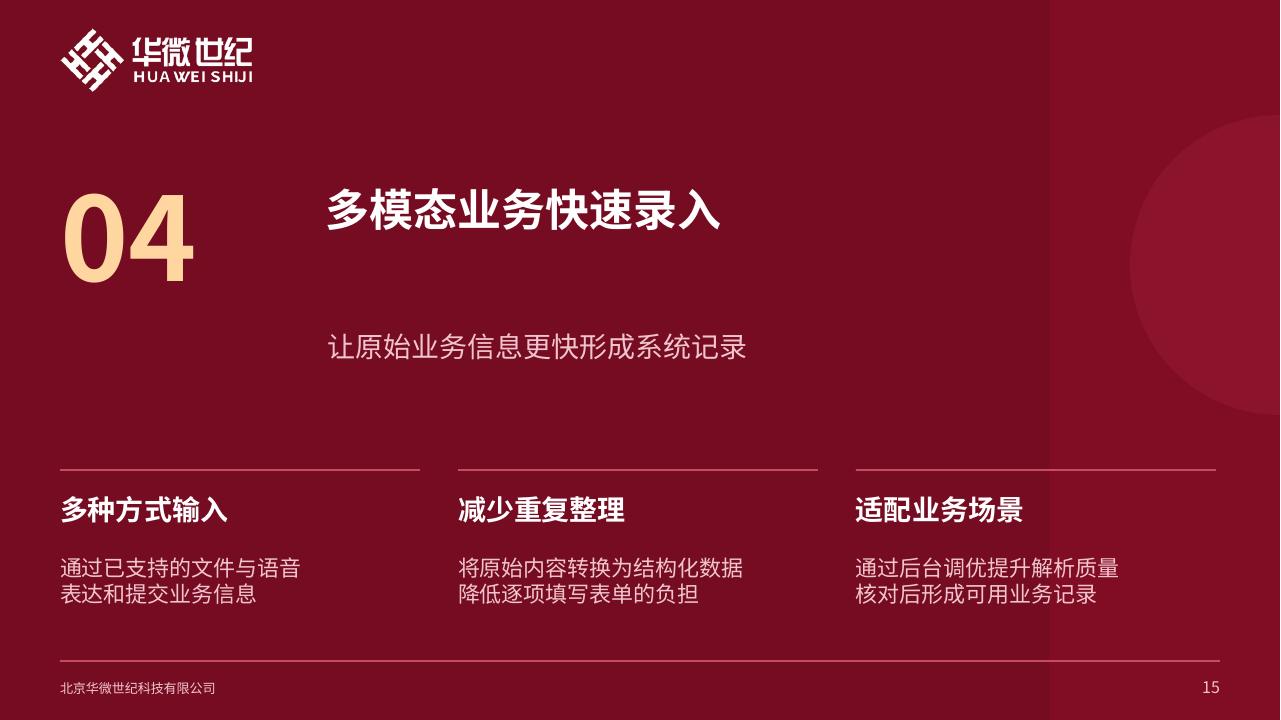 华微世纪
HUA WEI SHIJI
04
多模态业务快速录入
让原始业务信息更快形成系统记录
多种方式输入
通过已支持的文件与语音
表达和提交业务信息
减少重复整理
将原始内容转换为结构化数据
降低逐项填写表单的负担
适配业务场景
通过后台调优提升解析质量
核对后形成可用业务记录
北京华微世纪科技有限公司
15